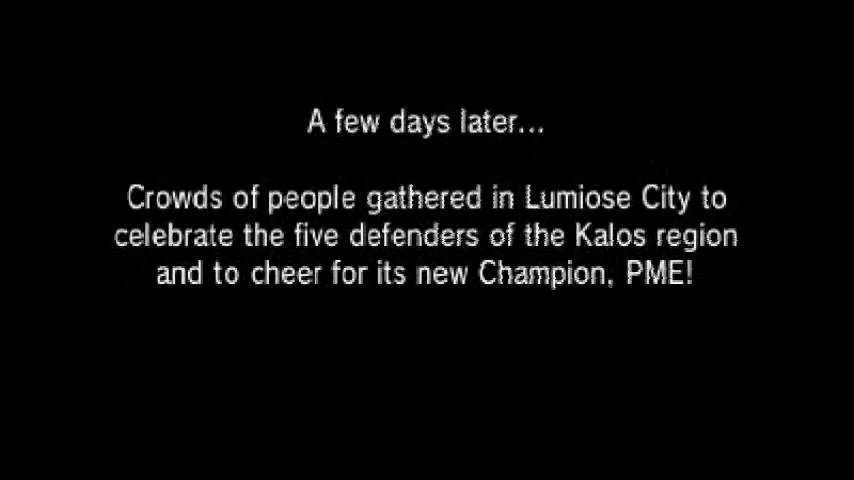 A few days later...
Crowds of people gathered in Lumiose City to
celebrate the five defenders of the Kalos region
and to cheer for its new Champion, PME!